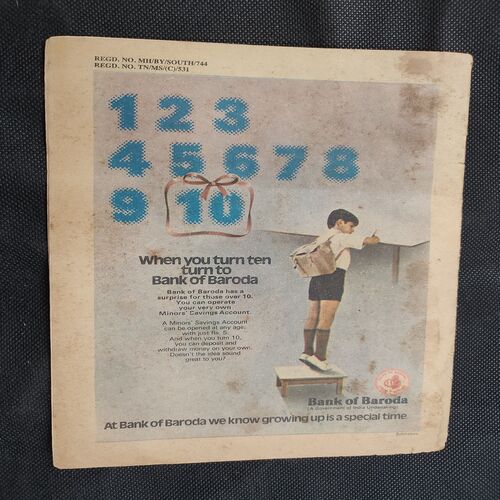 REGD. NO. MH/BY/SOUTH/744
REGD. NO. TN/MS/(C)/531
1 2 3
4 5 6 7 8
9 10
When you turn ten
turn to
Bank of Baroda
Bank of Baroda has a
surprise for those over 10.
You can operate
your very own
Minors' Savings Account.
A Minors' Savings Account
can be opened at any age,
with just Rs. 5.
And when you turn 10,
you can deposit and
withdraw money on your own.
Doesn't the idea sound
great to you?
Bank of Baroda
(A Government of India Undertaking)
At Bank of Baroda we know growing up is a special time